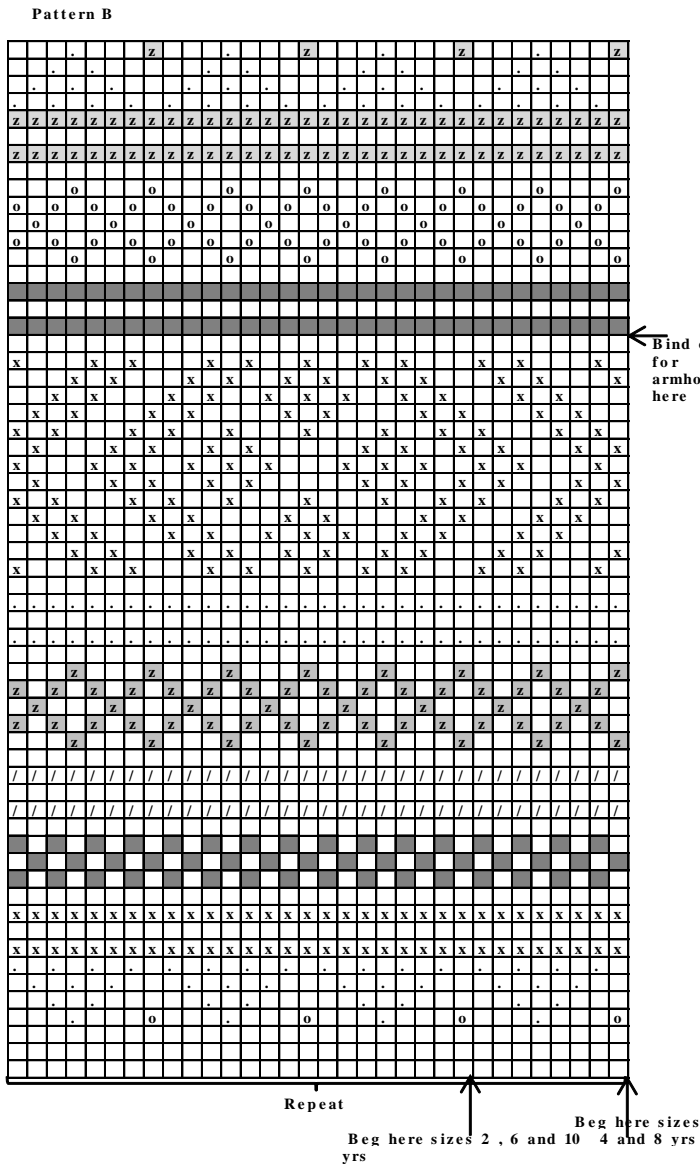 Pattern B
Bind
for
armho
here
Repeat
Beg here sizes
4 and 8 yrs
Beg here sizes 2 , 6 and 10
yrs